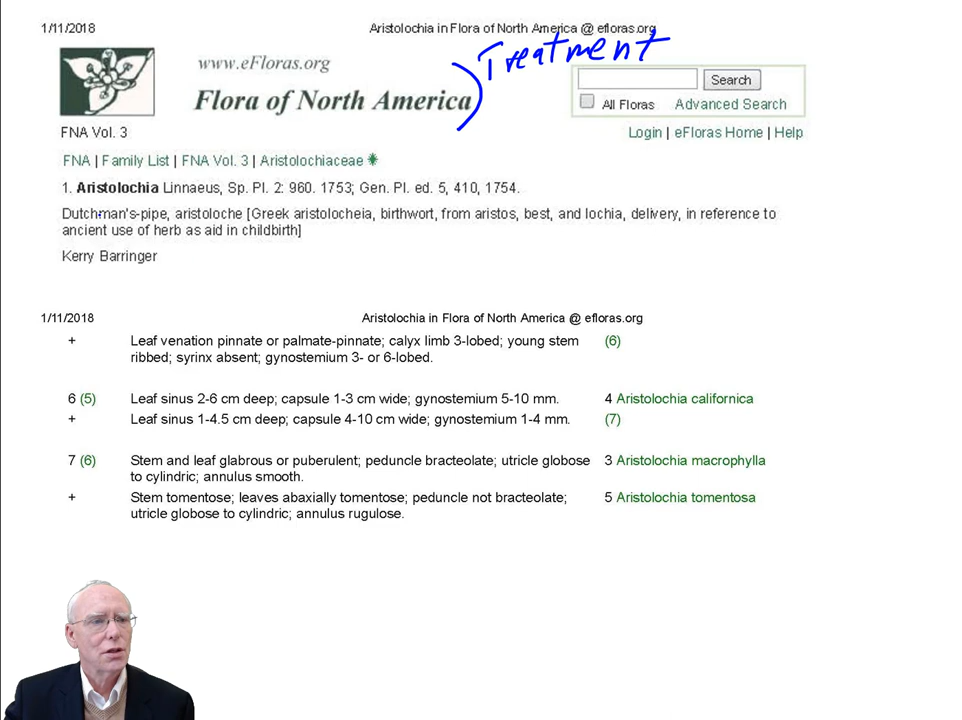 1/11/2018 Aristolochia in Flora of North America @ efloras.org
Treatment
www.eFloras.org
Search
Flora of North America
All Floras Advanced Search
FNA Vol. 3 Login | eFloras Home | Help
FNA | Family List | FNA Vol. 3 | Aristolochiaceae
1. Aristolochia Linnaeus, Sp. Pl. 2: 960. 1753; Gen. Pl. ed. 5, 410, 1754.
Dutchman's-pipe, aristoloche [Greek aristolocheia, birthwort, from aristos, best, and lochia, delivery, in reference to
ancient use of herb as aid in childbirth]
Kerry Barringer
1/11/2018 Aristolochia in Flora of North America @ efloras.org
+ Leaf venation pinnate or palmate-pinnate; calyx limb 3-lobed; young stem (6)
ribbed; syrinx absent; gynostemium 3- or 6-lobed.
6 (5) Leaf sinus 2-6 cm deep; capsule 1-3 cm wide; gynostemium 5-10 mm. 4 Aristolochia californica
+ Leaf sinus 1-4.5 cm deep; capsule 4-10 cm wide; gynostemium 1-4 mm. (7)
7 (6) Stem and leaf glabrous or puberulent; peduncle bracteolate; utricle globose 3 Aristolochia macrophylla
to cylindric; annulus smooth.
+ Stem tomentose; leaves abaxially tomentose; peduncle not bracteolate; 5 Aristolochia tomentosa
utricle globose to cylindric; annulus rugulose.